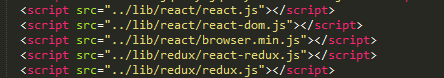 <script src="../lib/react/react.js"></script>
<script src="../lib/react/react-dom.js"></script>
<script src="../lib/react/browser.min.js"></script>
<script src="../lib/redux/react-redux.js"></script>
<script src="../lib/redux/redux.js"></script>